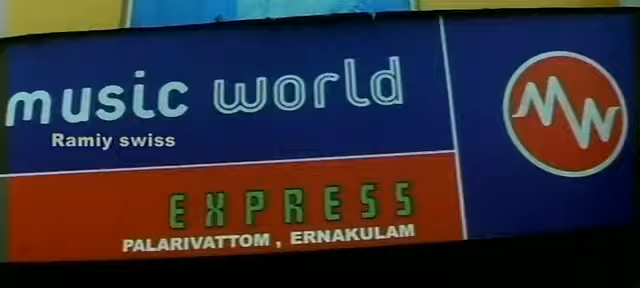 music world
Ramiy swiss
EXPRESS
PALARIVATTOM , ERNAKULAM
MW